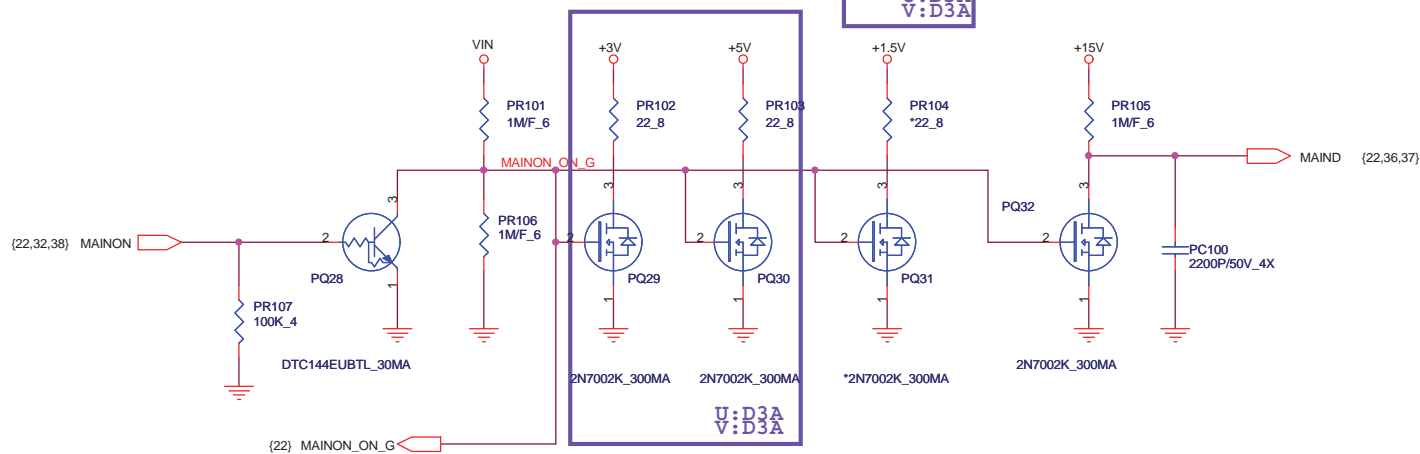 V:D3A
VIN
+3V
+5V
+1.5V
+15V
PR101
1M/F_6
PR102
22_8
PR103
22_8
PR104
*22_8
PR105
1M/F_6
MAINON_ON_G
MAIND {22,36,37}
3
3
3
3
3
PR106
1M/F_6
PQ32
{22,32,38} MAINON
2
2
2
2
2
PQ28
PQ29
PQ30
PQ31
PC100
2200P/50V_4X
1
1
1
1
1
PR107
100K_4
DTC144EUBTL_30MA
2N7002K_300MA
2N7002K_300MA
*2N7002K_300MA
2N7002K_300MA
U:D3A
V:D3A
{22} MAINON_ON_G